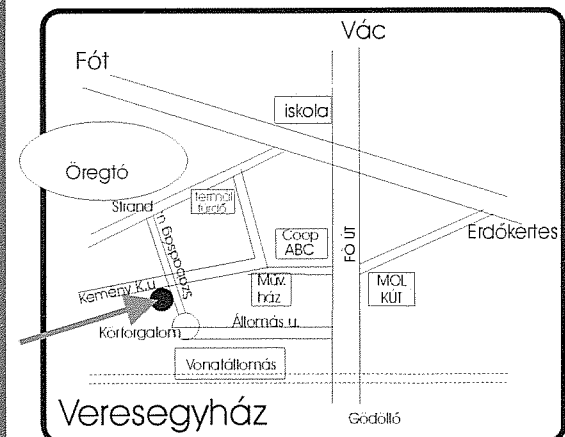 Vác
Fót
iskola
Öregtó
Strand
termál
fürdő
Szabadság u.
Coop
ABC
FŐ ÚT
Erdőkertes
Kemény K.u
Műv.
ház
MOL
KÚT
Körforgalom
Állomás u.
Vonatállomás
Veresegyház
Gödöllő